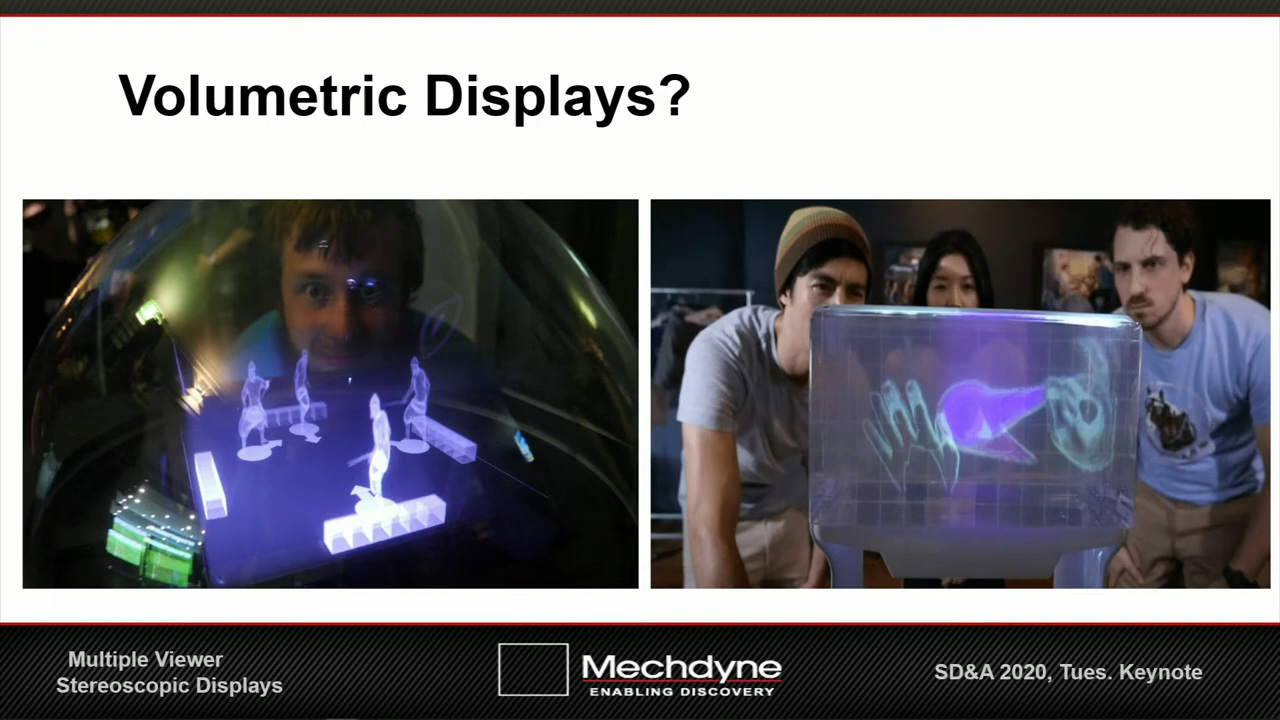 Volumetric Displays?
Multiple Viewer
Stereoscopic Displays
Mechdyne
ENABLING DISCOVERY
SD&A 2020, Tues. Keynote